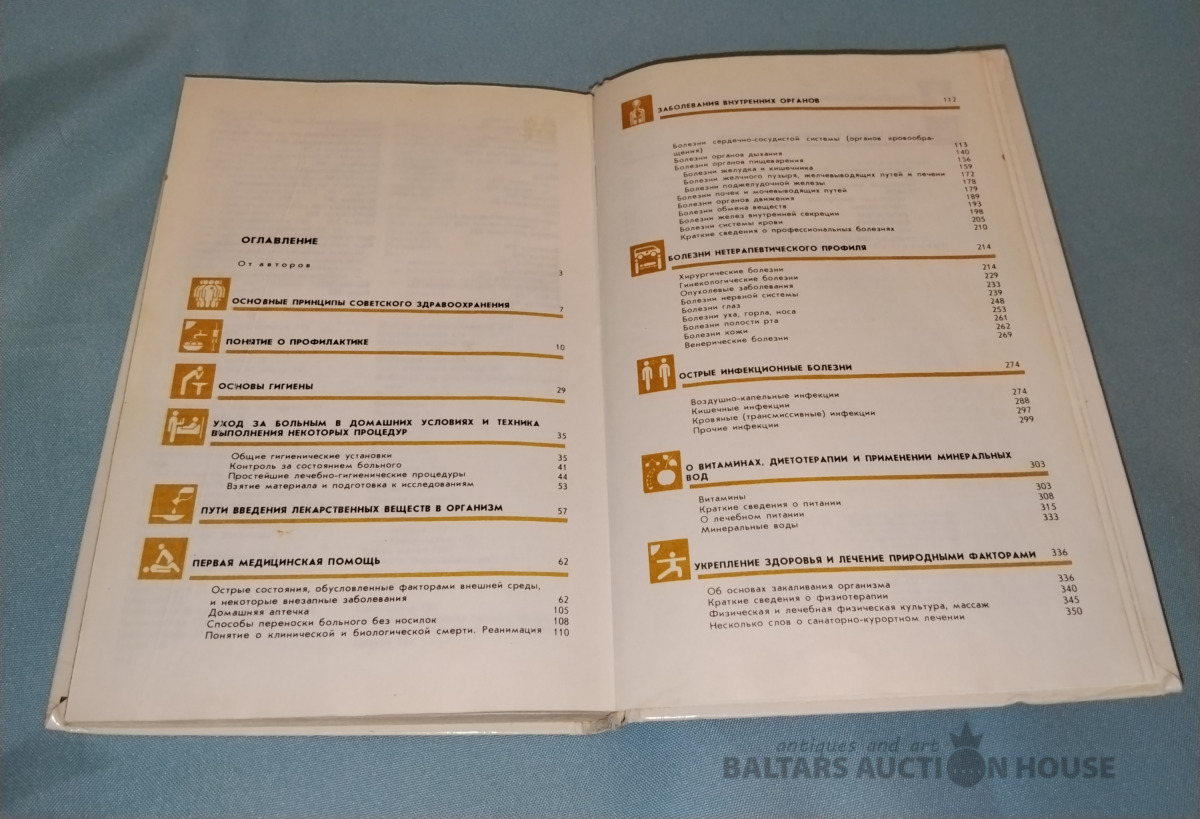 ОГЛАВЛЕНИЕ
От авторов 3
ОСНОВНЫЕ ПРИНЦИПЫ СОВЕТСКОГО ЗДРАВООХРАНЕНИЯ 7
ПОНЯТИЕ О ПРОФИЛАКТИКЕ 10
ОСНОВЫ ГИГИЕНЫ 29
УХОД ЗА БОЛЬНЫМ В ДОМАШНИХ УСЛОВИЯХ И ТЕХНИКА
ВЫПОЛНЕНИЯ НЕКОТОРЫХ ПРОЦЕДУР 35
Общие гигиенические установки 35
Контроль за состоянием больного 41
Простейшие лечебно-гигиенические процедуры 44
Взятие материала и подготовка к исследованиям 53
ПУТИ ВВЕДЕНИЯ ЛЕКАРСТВЕННЫХ ВЕЩЕСТВ В ОРГАНИЗМ 57
ПЕРВАЯ МЕДИЦИНСКАЯ ПОМОЩЬ 62
Острые состояния, обусловленные факторами внешней среды,
и некоторые внезапные заболевания 62
Домашняя аптечка 105
Способы переноски больного без носилок 108
Понятие о клинической и биологической смерти. Реанимация 110
ЗАБОЛЕВАНИЯ ВНУТРЕННИХ ОРГАНОВ 112
Болезни сердечно-сосудистой системы (органов кровообра-
щения) 113
Болезни органов дыхания 140
Болезни органов пищеварения 156
Болезни желудка и кишечника 159
Болезни желчного пузыря, желчевыводящих путей и печени 172
Болезни поджелудочной железы 178
Болезни почек и мочевыводящих путей 179
Болезни органов движения 189
Болезни обмена веществ 193
Болезни желез внутренней секреции 198
Болезни системы крови 205
Краткие сведения о профессиональных болезнях 210
БОЛЕЗНИ НЕТЕРАПЕВТИЧЕСКОГО ПРОФИЛЯ 214
Хирургические болезни 214
Гинекологические болезни 229
Опухолевые заболевания 233
Болезни нервной системы 239
Болезни глаз 248
Болезни уха, горла, носа 253
Болезни полости рта 261
Болезни кожи 262
Венерические болезни 269
ОСТРЫЕ ИНФЕКЦИОННЫЕ БОЛЕЗНИ 274
Воздушно-капельные инфекции 274
Кишечные инфекции 288
Кровяные (трансмиссивные) инфекции 297
Прочие инфекции 299
О ВИТАМИНАХ, ДИЕТОТЕРАПИИ И ПРИМЕНЕНИИ МИНЕРАЛЬНЫХ
ВОД 303
Витамины 303
Краткие сведения о питании 308
О лечебном питании 315
Минеральные воды 333
УКРЕПЛЕНИЕ ЗДОРОВЬЯ И ЛЕЧЕНИЕ ПРИРОДНЫМИ ФАКТОРАМИ 336
Об основах закаливания организма 336
Краткие сведения о физиотерапии 340
Физическая и лечебная физическая культура, массаж 345
Несколько слов о санаторно-курортном лечении 350
antiques and art
BALTARS AUCTION HOUSE